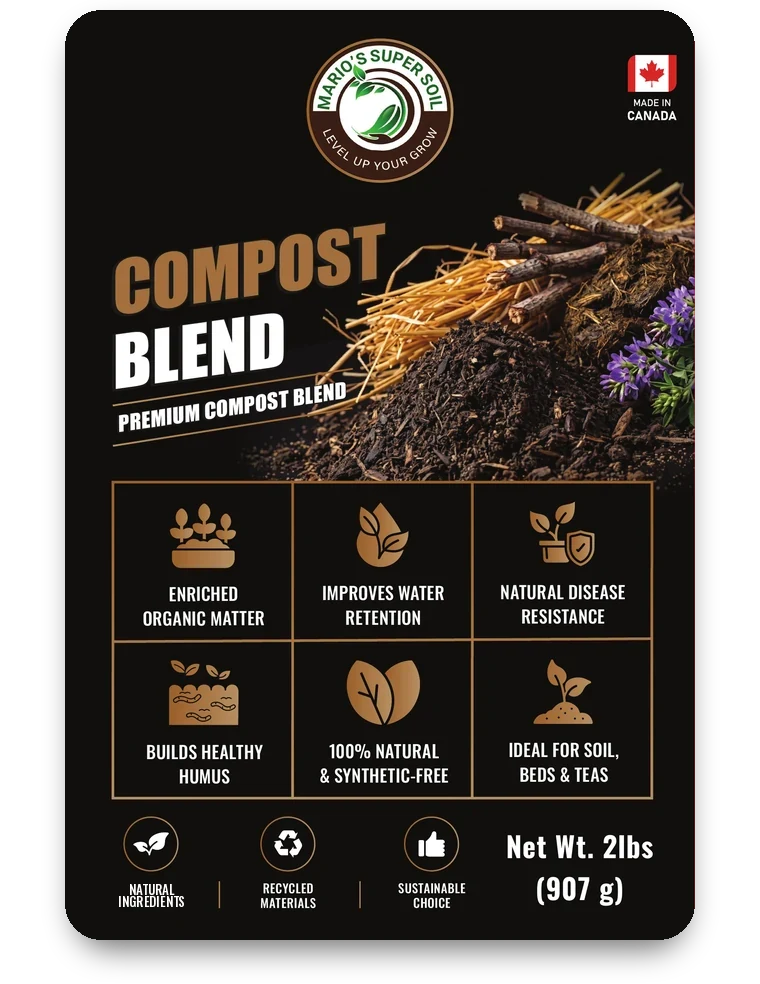 MARIO'S SUPER SOIL
LEVEL UP YOUR GROW
MADE IN
CANADA
COMPOST
BLEND
PREMIUM COMPOST BLEND
ENRICHED
ORGANIC MATTER
IMPROVES WATER
RETENTION
NATURAL DISEASE
RESISTANCE
BUILDS HEALTHY
HUMUS
100% NATURAL
& SYNTHETIC-FREE
IDEAL FOR SOIL,
BEDS & TEAS
NATURAL
INGREDIENTS
RECYCLED
MATERIALS
SUSTAINABLE
CHOICE
Net Wt. 2lbs
(907 g)